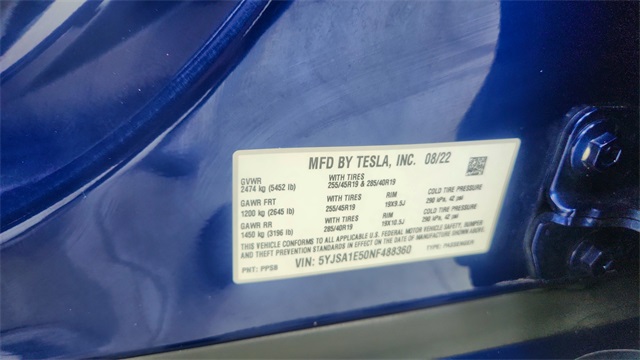 MFD BY TESLA, INC. 08/22
GVWR
2474 kg (5452 lb)
WITH TIRES
255/45R19 & 285/40R19
GAWR FRT
1200 kg (2645 lb)
WITH TIRES
255/45R19
RIM
19X9.5J
COLD TIRE PRESSURE
290 kPa, 42 psi
GAWR RR
1450 kg (3196 lb)
WITH TIRES
285/40R19
RIM
19X10.5J
COLD TIRE PRESSURE
290 kPa, 42 psi
THIS VEHICLE CONFORMS TO ALL APPLICABLE U.S. FEDERAL MOTOR VEHICLE SAFETY, BUMPER
AND THEFT PREVENTION STANDARDS IN EFFECT ON THE DATE OF MANUFACTURE SHOWN ABOVE.
VIN: 5YJSA1E50NF488360
TYPE: PASSENGER
PNT: PPSB